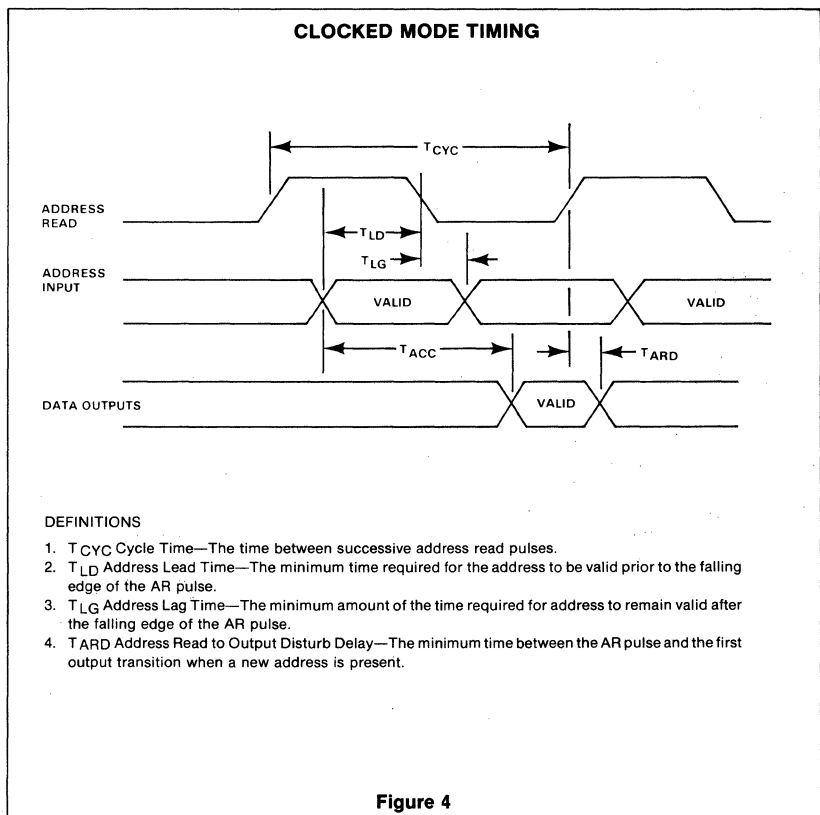 CLOCKED MODE TIMING
TCYC
ADDRESS
READ
TLD
TLG
ADDRESS
INPUT
VALID
VALID
TACC
TARD
DATA OUTPUTS
VALID
DEFINITIONS
1. TCYC Cycle Time—The time between successive address read pulses.
2. TLD Address Lead Time—The minimum time required for the address to be valid prior to the falling
edge of the AR pulse.
3. TLG Address Lag Time—The minimum amount of the time required for address to remain valid after
the falling edge of the AR pulse.
4. TARD Address Read to Output Disturb Delay—The minimum time between the AR pulse and the first
output transition when a new address is present.
Figure 4